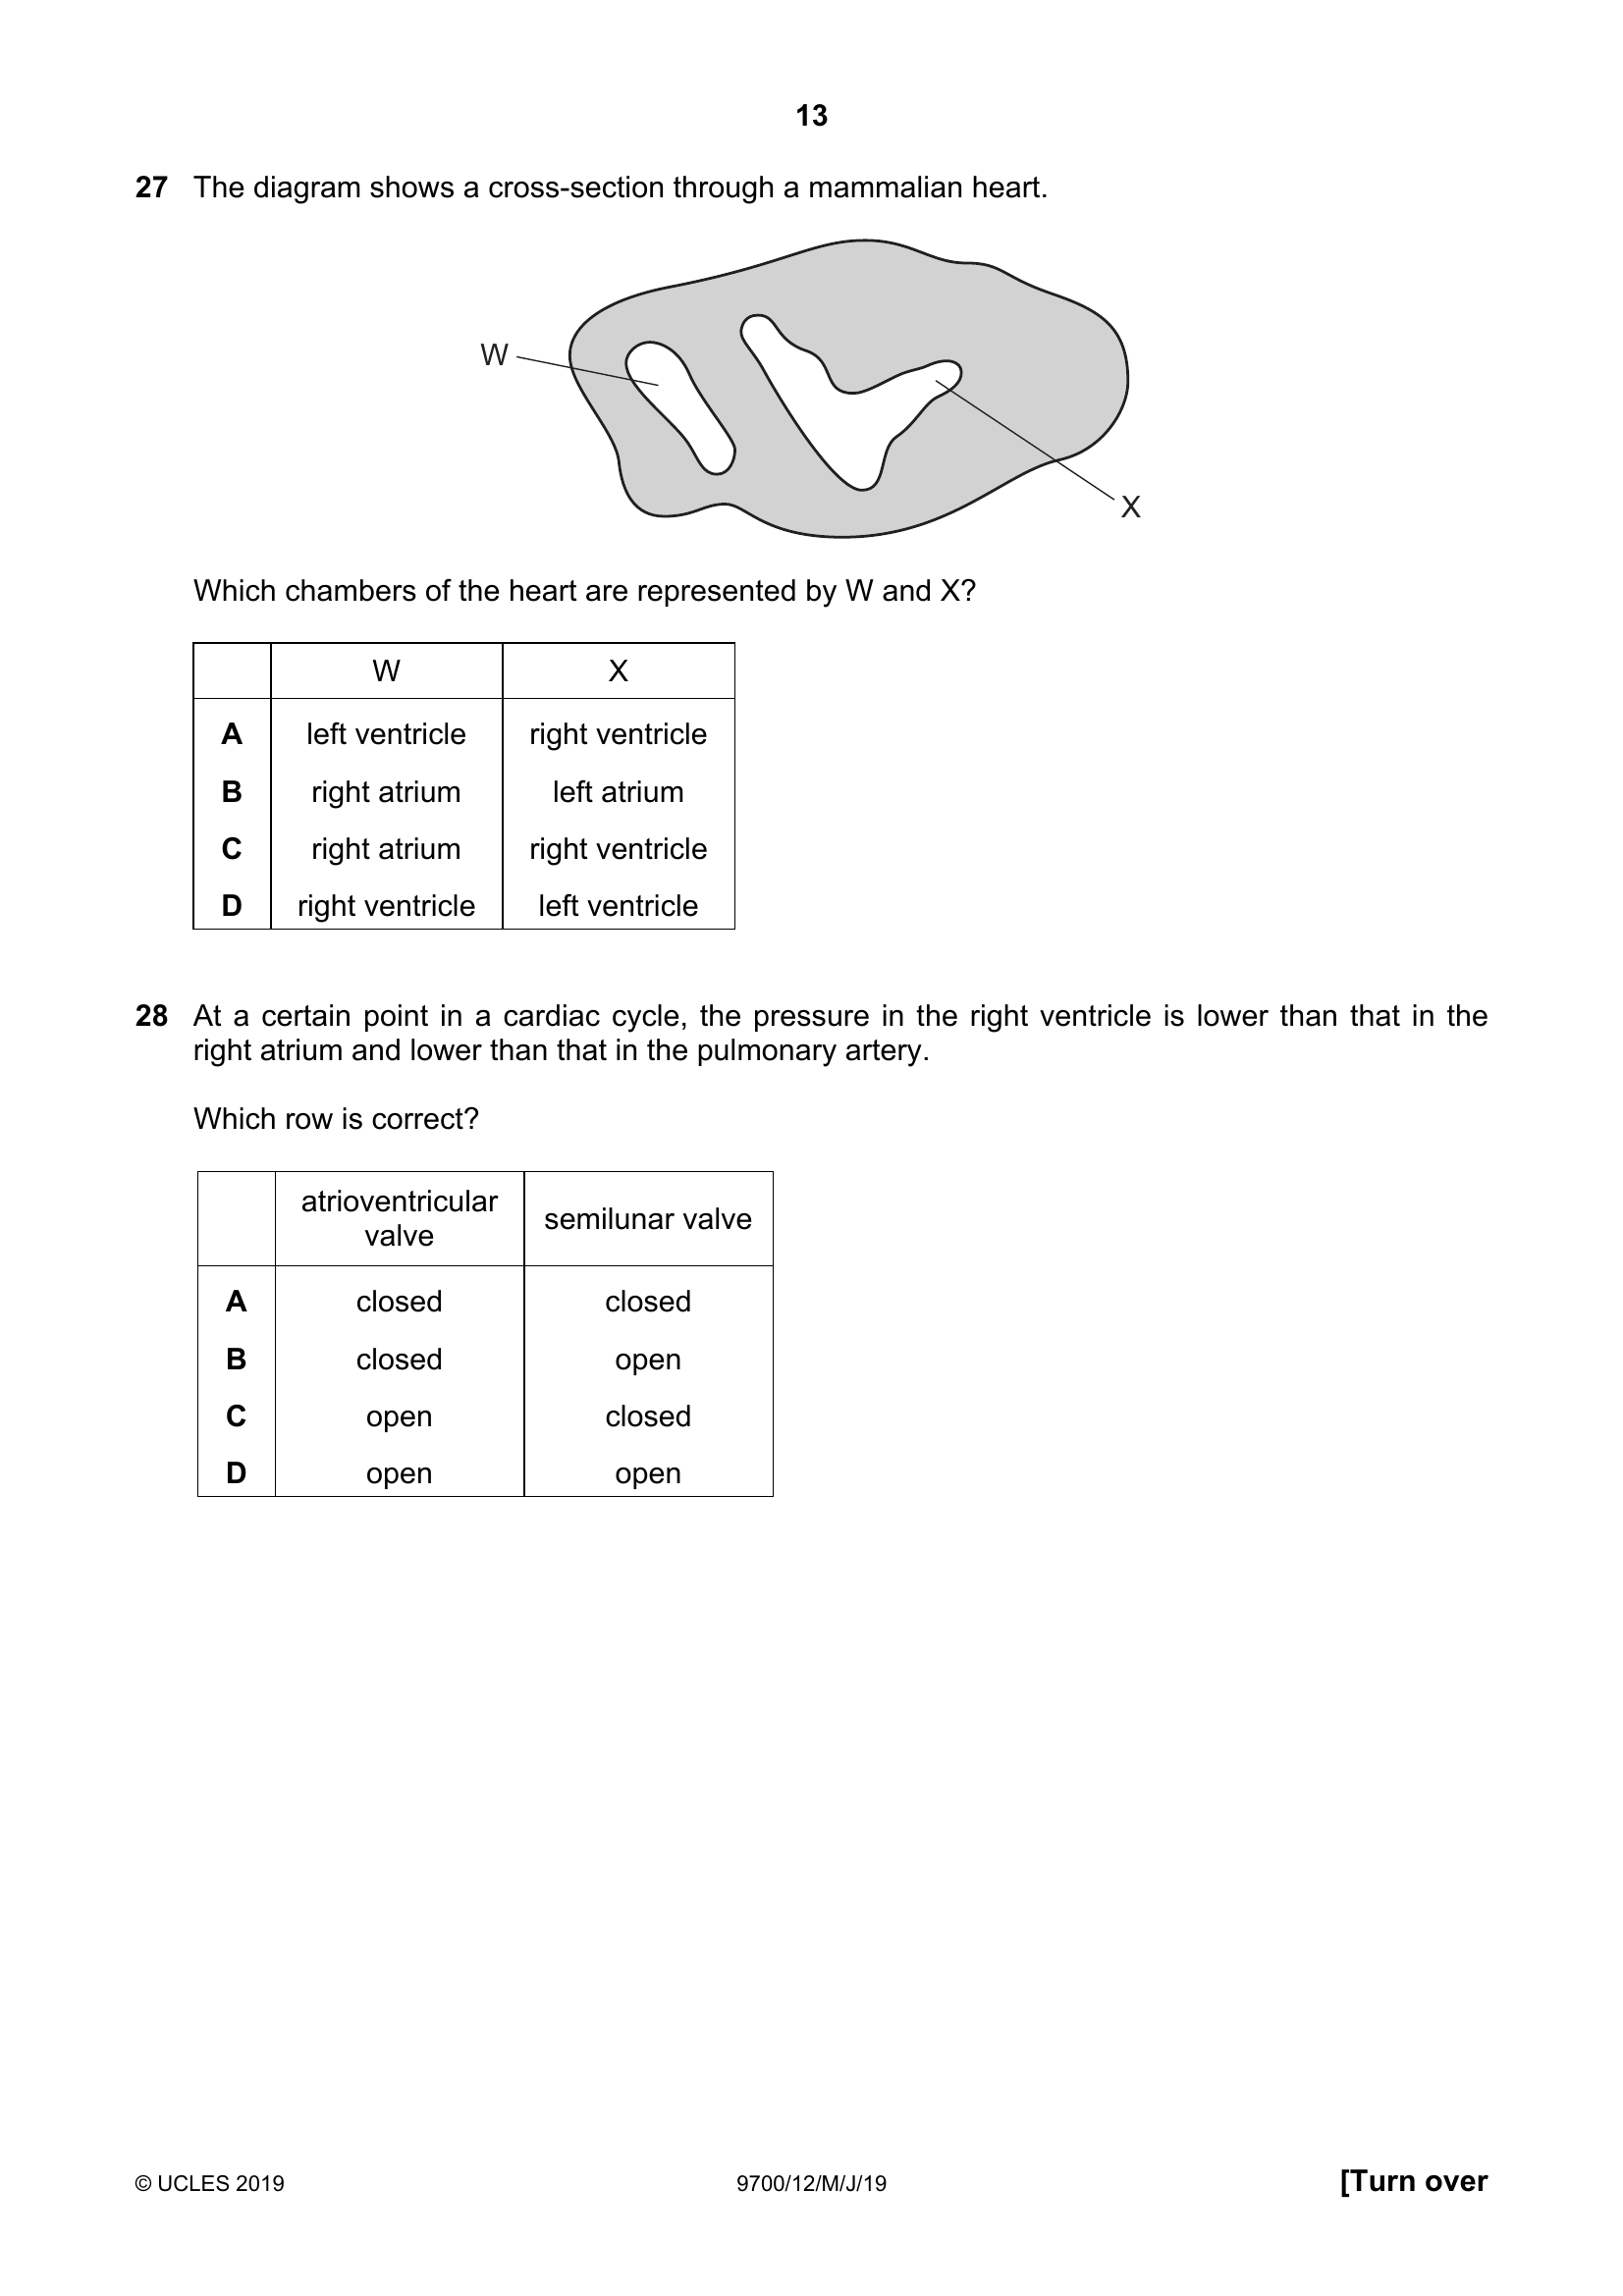 13
27 The diagram shows a cross-section through a mammalian heart.
W
X
Which chambers of the heart are represented by W and X?
W X
A left ventricle right ventricle
B right atrium left atrium
C right atrium right ventricle
D right ventricle left ventricle
28 At a certain point in a cardiac cycle, the pressure in the right ventricle is lower than that in the
right atrium and lower than that in the pulmonary artery.
Which row is correct?
atrioventricular
valve
semilunar valve
A closed closed
B closed open
C open closed
D open open
© UCLES 2019 9700/12/M/J/19 [Turn over